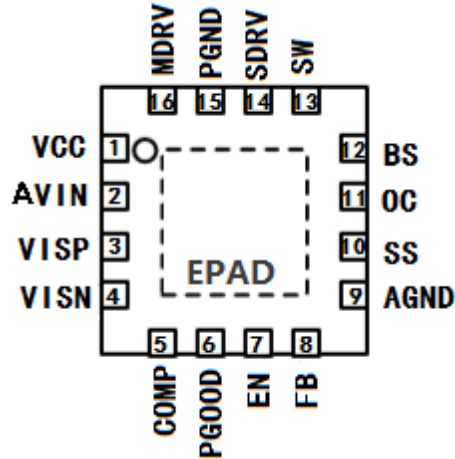 MDRV PGND SDRV SW
16 15 14 13
VCC 1 12 BS
AVIN 2 11 OC
VISP 3 10 SS
EPAD
VISN 4 9 AGND
5 6 7 8
COMP PGOOD EN FB